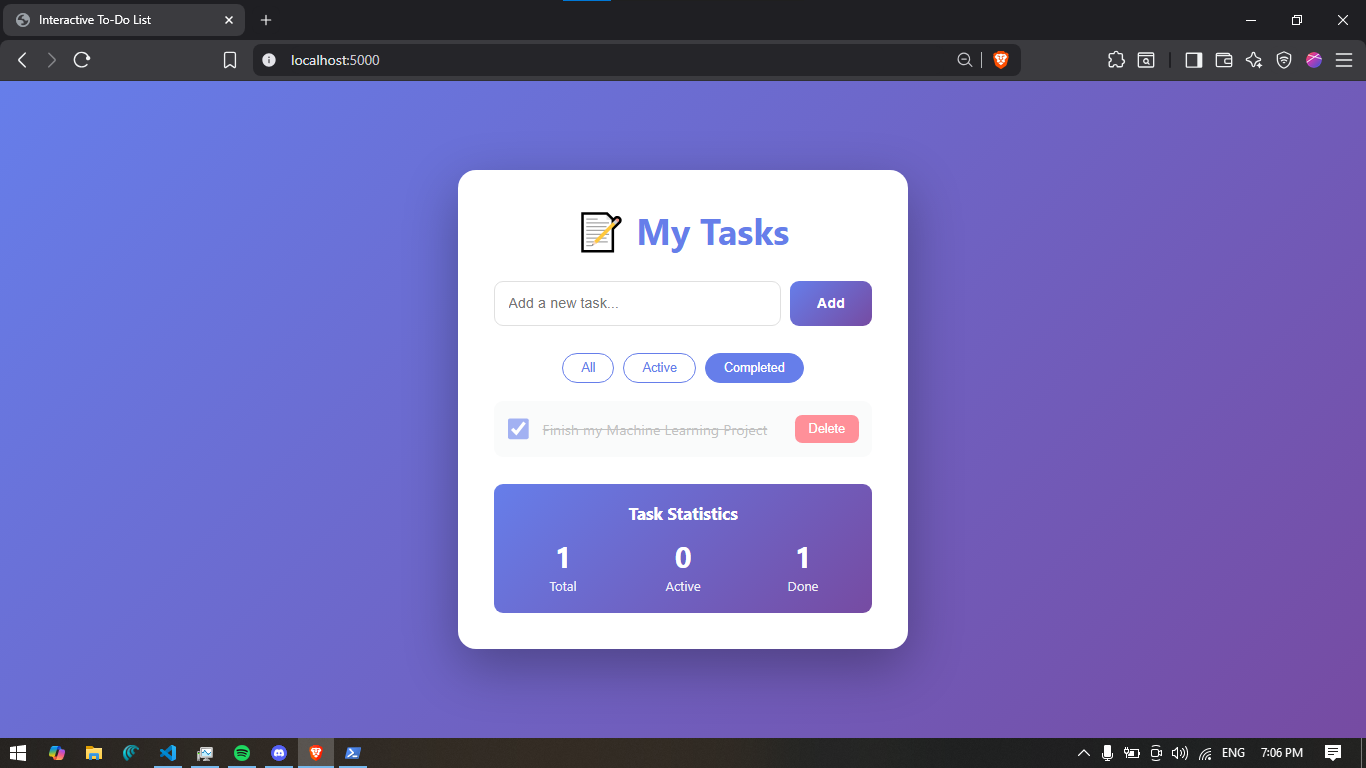 Interactive To-Do List
localhost:5000
My Tasks
Add a new task...
Add
All
Active
Completed
Finish my Machine Learning Project
Delete
Task Statistics
1
0
1
Total
Active
Done
ENG
7:06 PM